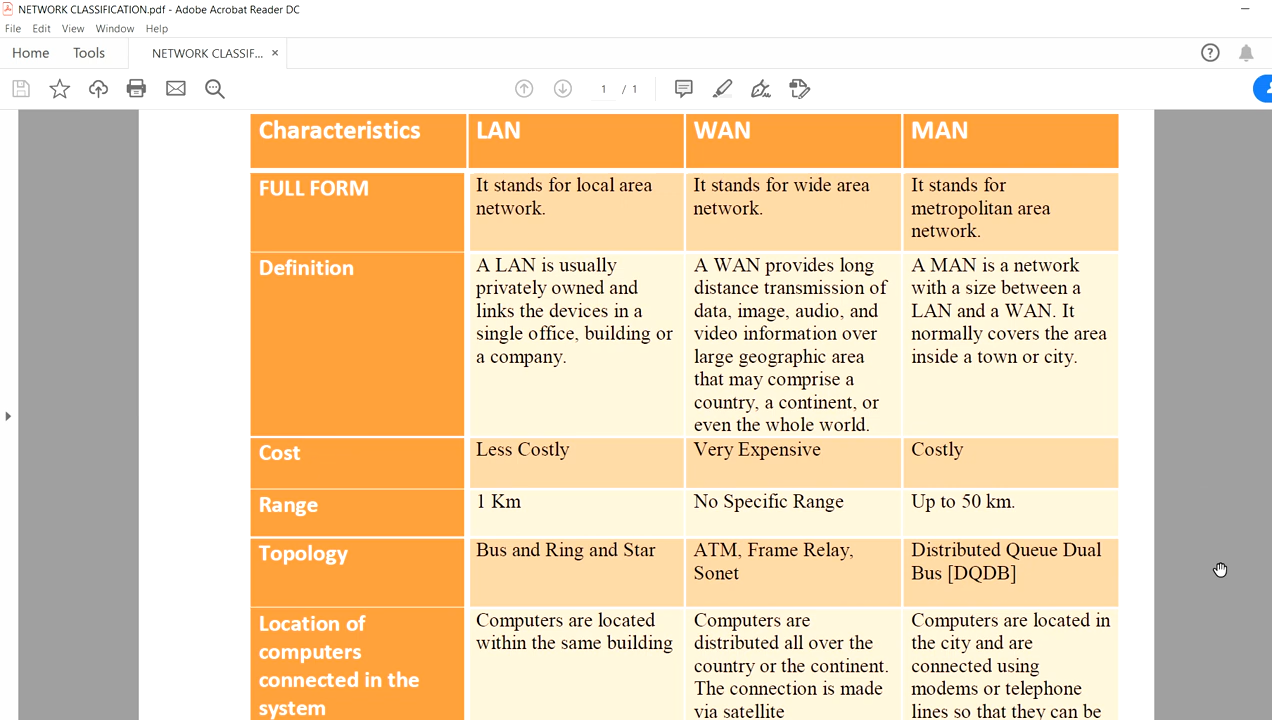 NETWORK CLASSIFICATION.pdf - Adobe Acrobat Reader DC
File Edit View Window Help
Home Tools NETWORK CLASSIF... ×
1 / 1
Characteristics LAN WAN MAN
FULL FORM
It stands for local area
network.
It stands for wide area
network.
It stands for
metropolitan area
network.
Definition
A LAN is usually
privately owned and
links the devices in a
single office, building or
a company.
A WAN provides long
distance transmission of
data, image, audio, and
video information over
large geographic area
that may comprise a
country, a continent, or
even the whole world.
A MAN is a network
with a size between a
LAN and a WAN. It
normally covers the area
inside a town or city.
Cost
Less Costly
Very Expensive
Costly
Range
1 Km
No Specific Range
Up to 50 km.
Topology
Bus and Ring and Star
ATM, Frame Relay,
Sonet
Distributed Queue Dual
Bus [DQDB]
Location of
computers
connected in the
system
Computers are located
within the same building
Computers are
distributed all over the
country or the continent.
The connection is made
via satellite
Computers are located in
the city and are
connected using
modems or telephone
lines so that they can be